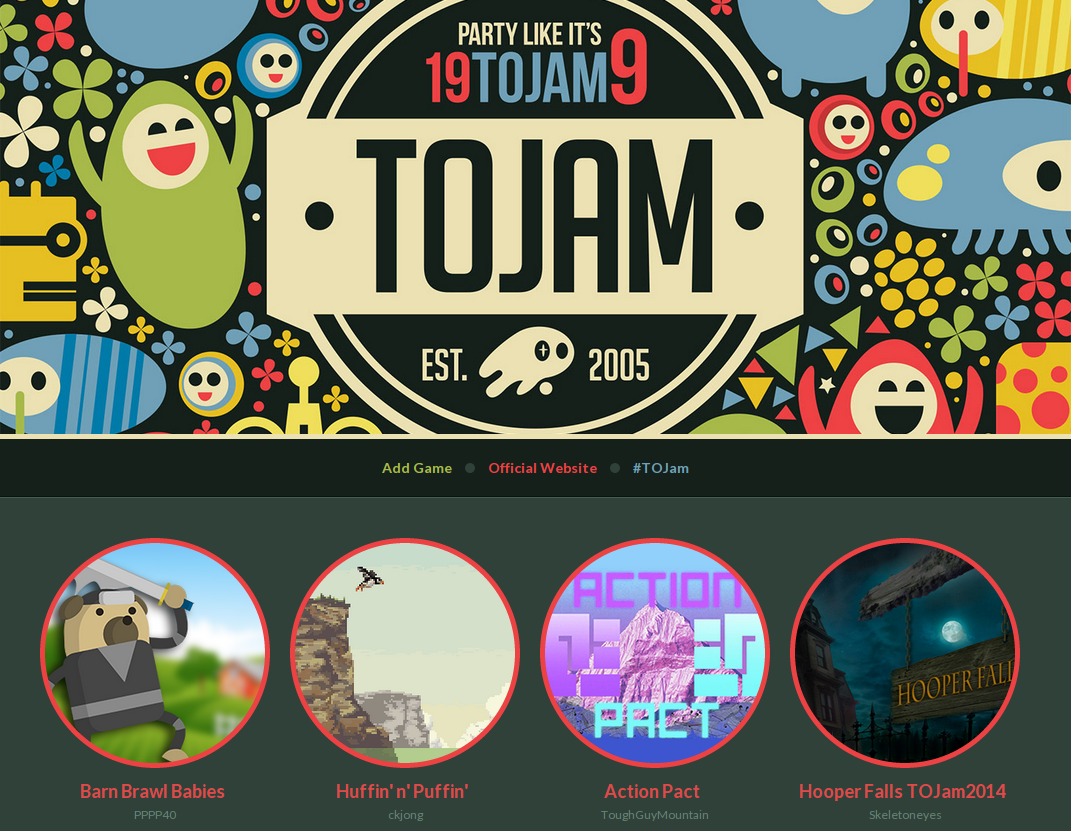 PARTY LIKE IT'S
19TOJAM9
TOJAM
EST. 2005
Add Game
Official Website
#TOJam
ACTION
PACT
HOOPER FALL
Barn Brawl Babies
Huffin' n' Puffin'
Action Pact
Hooper Falls TOJam2014
PPPP40
ckjong
ToughGuyMountain
Skeletoneyes